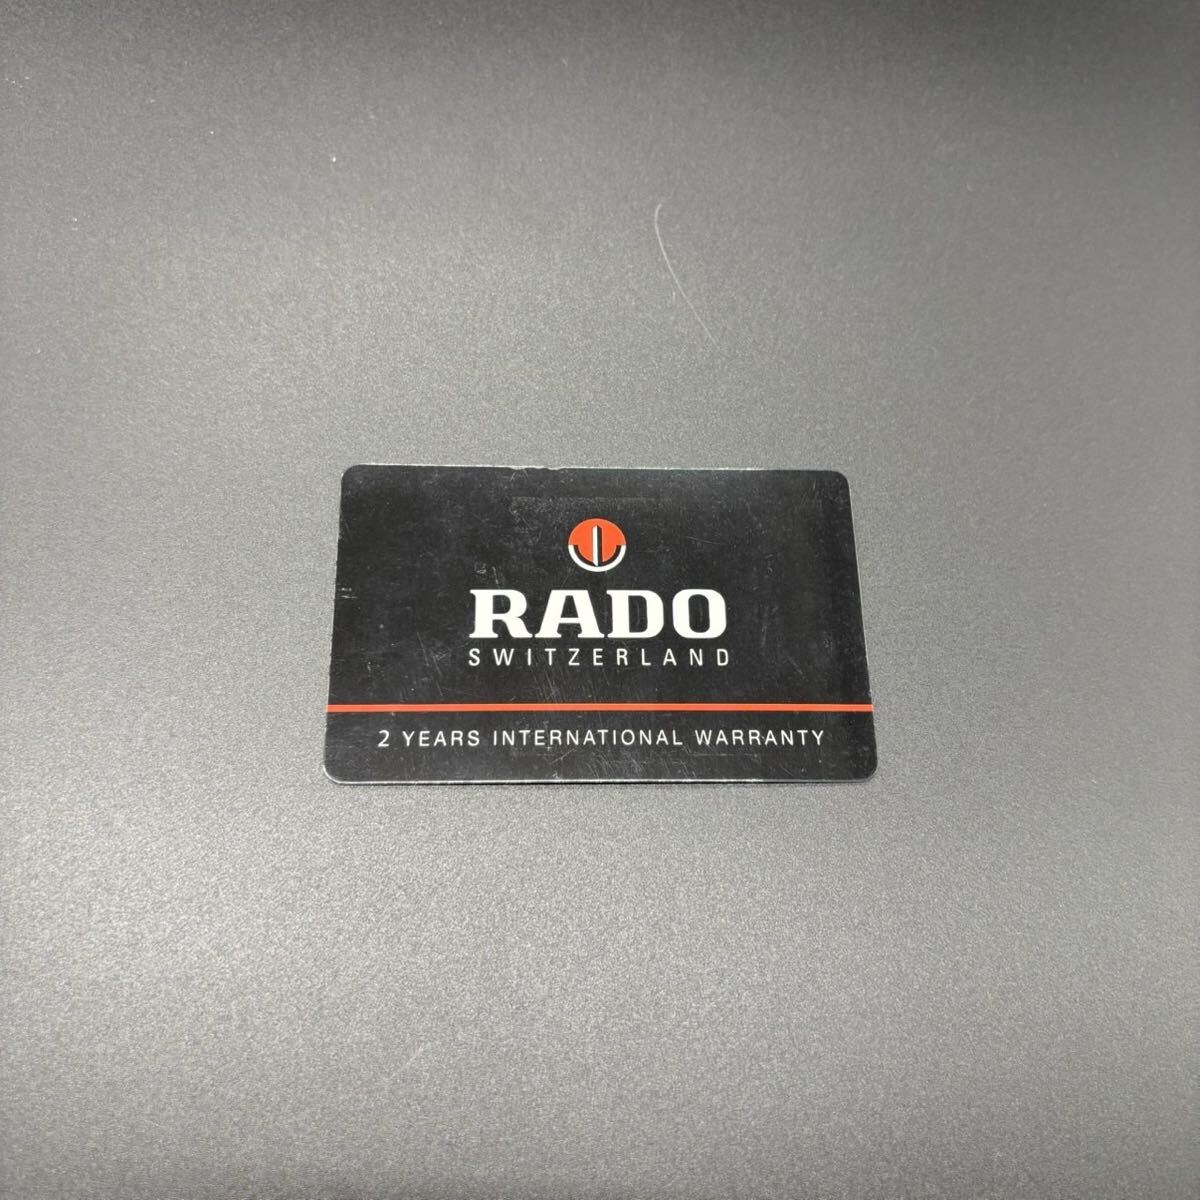 RADO
SWITZERLAND
2 YEARS INTERNATIONAL WARRANTY